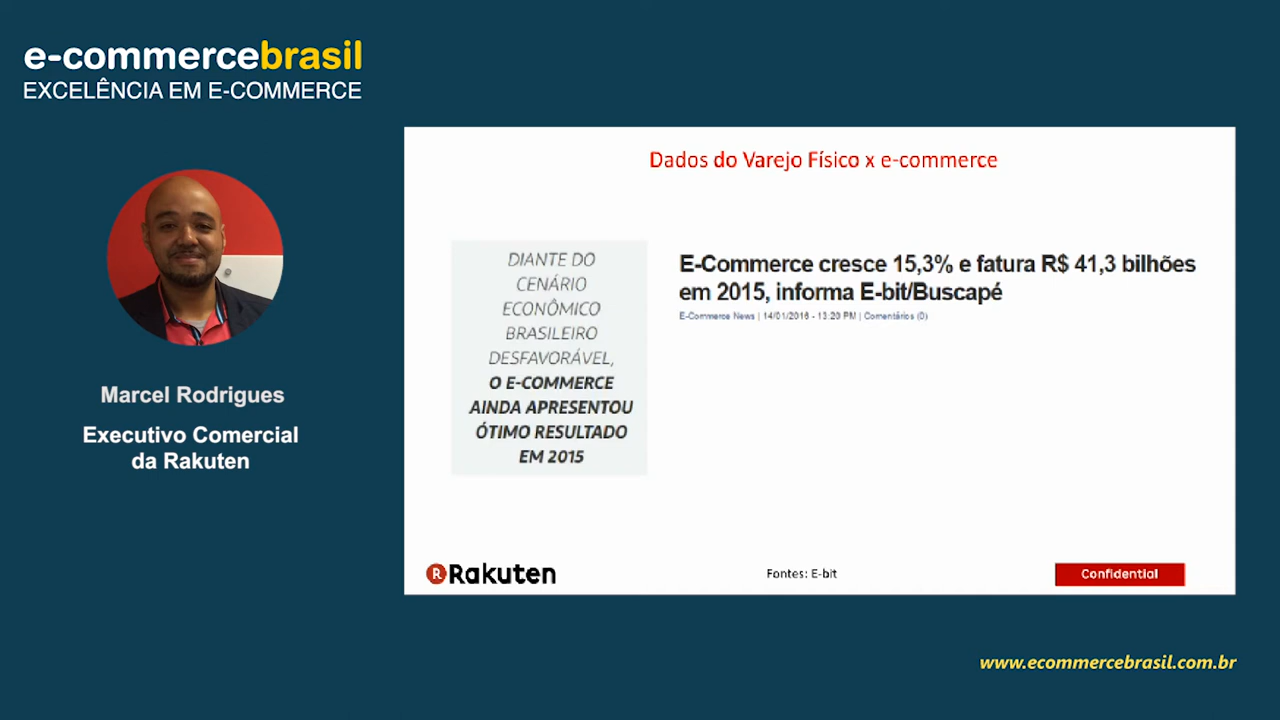 e-commercebrasil
EXCELÊNCIA EM E-COMMERCE
Marcel Rodrigues
Executivo Comercial
da Rakuten
Dados do Varejo Físico x e-commerce
DIANTE DO
CENÁRIO
ECONÔMICO
BRASILEIRO
DESFAVORÁVEL,
O E-COMMERCE
AINDA APRESENTOU
ÓTIMO RESULTADO
EM 2015
E-Commerce cresce 15,3% e fatura R$ 41,3 bilhões
em 2015, informa E-bit/Buscapé
E-Commerce News | 14/01/2016 - 13:20 PM | Comentários (0)
R Rakuten
Fontes: E-bit
Confidential
www.ecommercebrasil.com.br